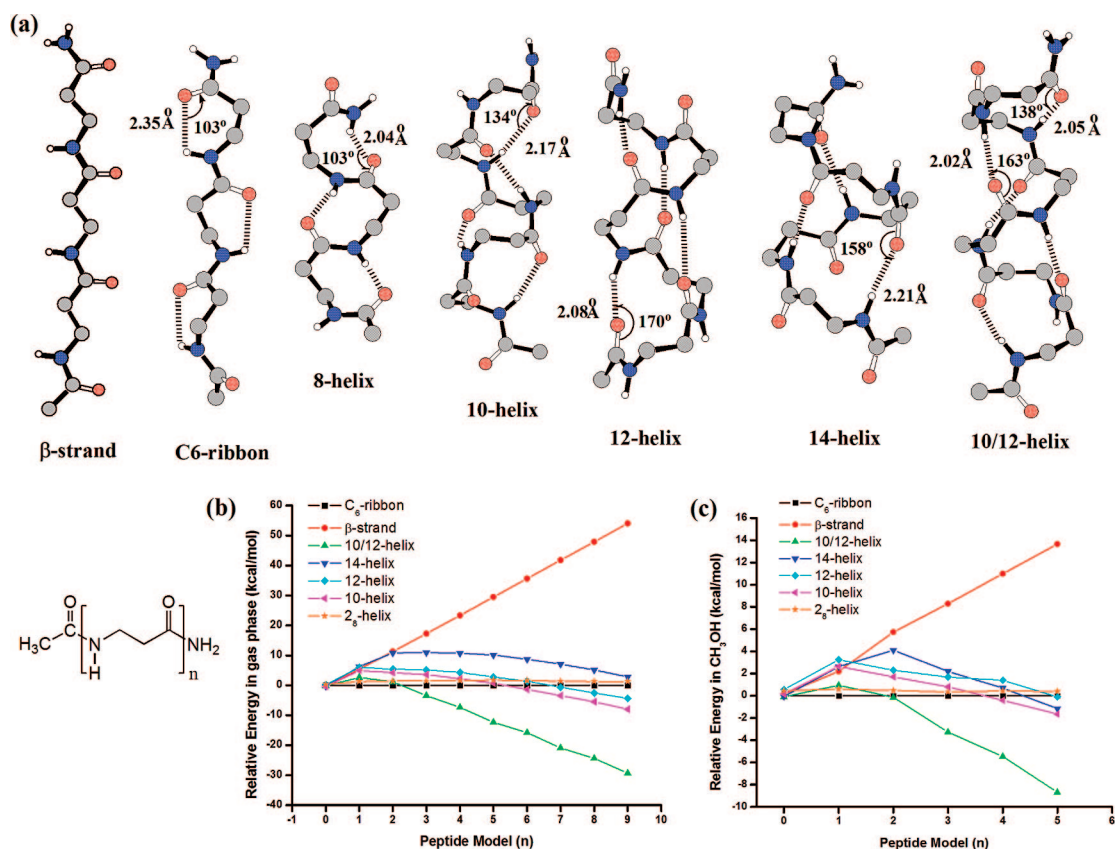 (a)
2.35Å
103°
103°
2.04Å
134°
2.17Å
2.08Å
170°
158°
2.21Å
138°
2.05Å
2.02Å
163°
β-strand
C6-ribbon
8-helix
10-helix
12-helix
14-helix
10/12-helix
O
O
H₃C
N
H
NH₂
n
(b)
Relative Energy in gas phase (kcal/mol)
60
50
40
30
20
10
0
-10
-20
-30
-40
C₆-ribbon
β-strand
10/12-helix
14-helix
12-helix
10-helix
2₈-helix
-1 0 1 2 3 4 5 6 7 8 9 10
Peptide Model (n)
(c)
Relative Energy in CH₃OH (kcal/mol)
16
14
12
10
8
6
4
2
0
-2
-4
-6
-8
-10
C₆-ribbon
β-strand
10/12-helix
14-helix
12-helix
10-helix
2₈-helix
0 1 2 3 4 5 6
Peptide Model (n)